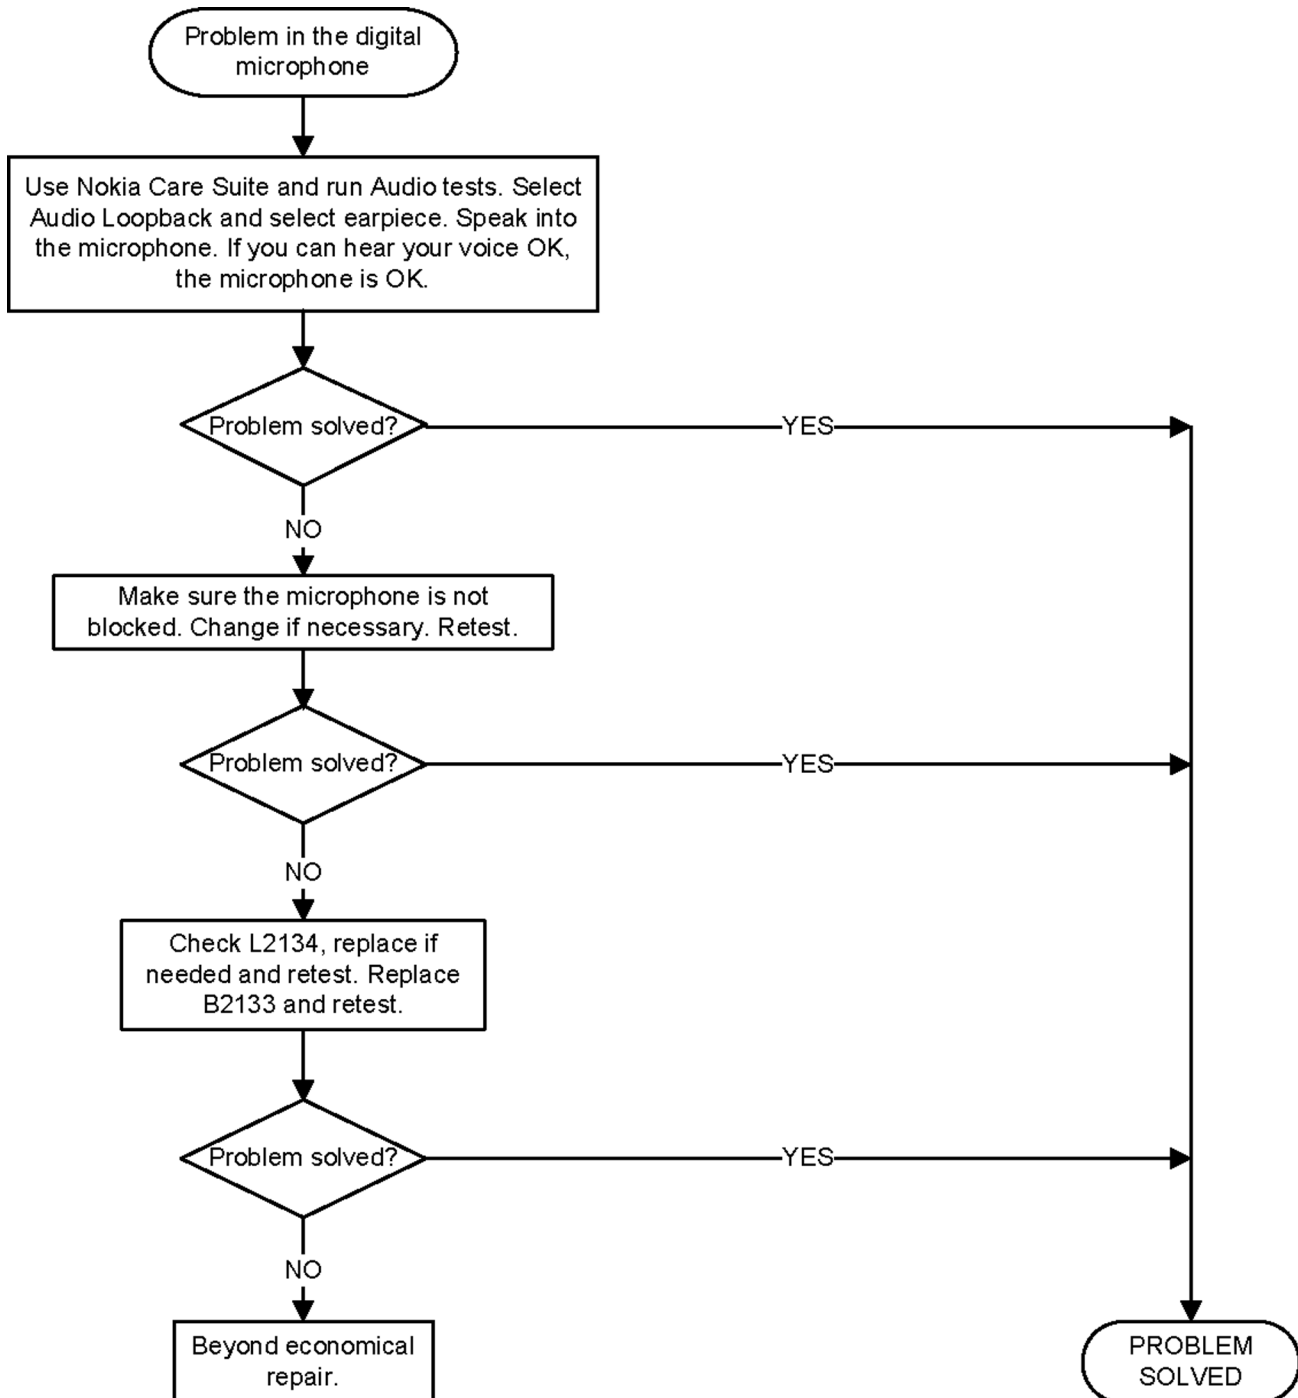 Problem in the digital
microphone
Use Nokia Care Suite and run Audio tests. Select
Audio Loopback and select earpiece. Speak into
the microphone. If you can hear your voice OK,
the microphone is OK.
Problem solved?
YES
NO
Make sure the microphone is not
blocked. Change if necessary. Retest.
Problem solved?
YES
NO
Check L2134, replace if
needed and retest. Replace
B2133 and retest.
Problem solved?
YES
NO
Beyond economical
repair.
PROBLEM
SOLVED